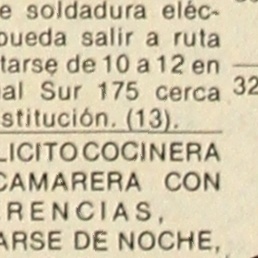 e soldadura eléc-
pueda salir a ruta
tarse de 10 a 12 en
al Sur 175 cerca
stitución. (13).
LICITO COCINERA
CAMARERA CON
RENCIAS,
ARSE DE NOCHE,
32